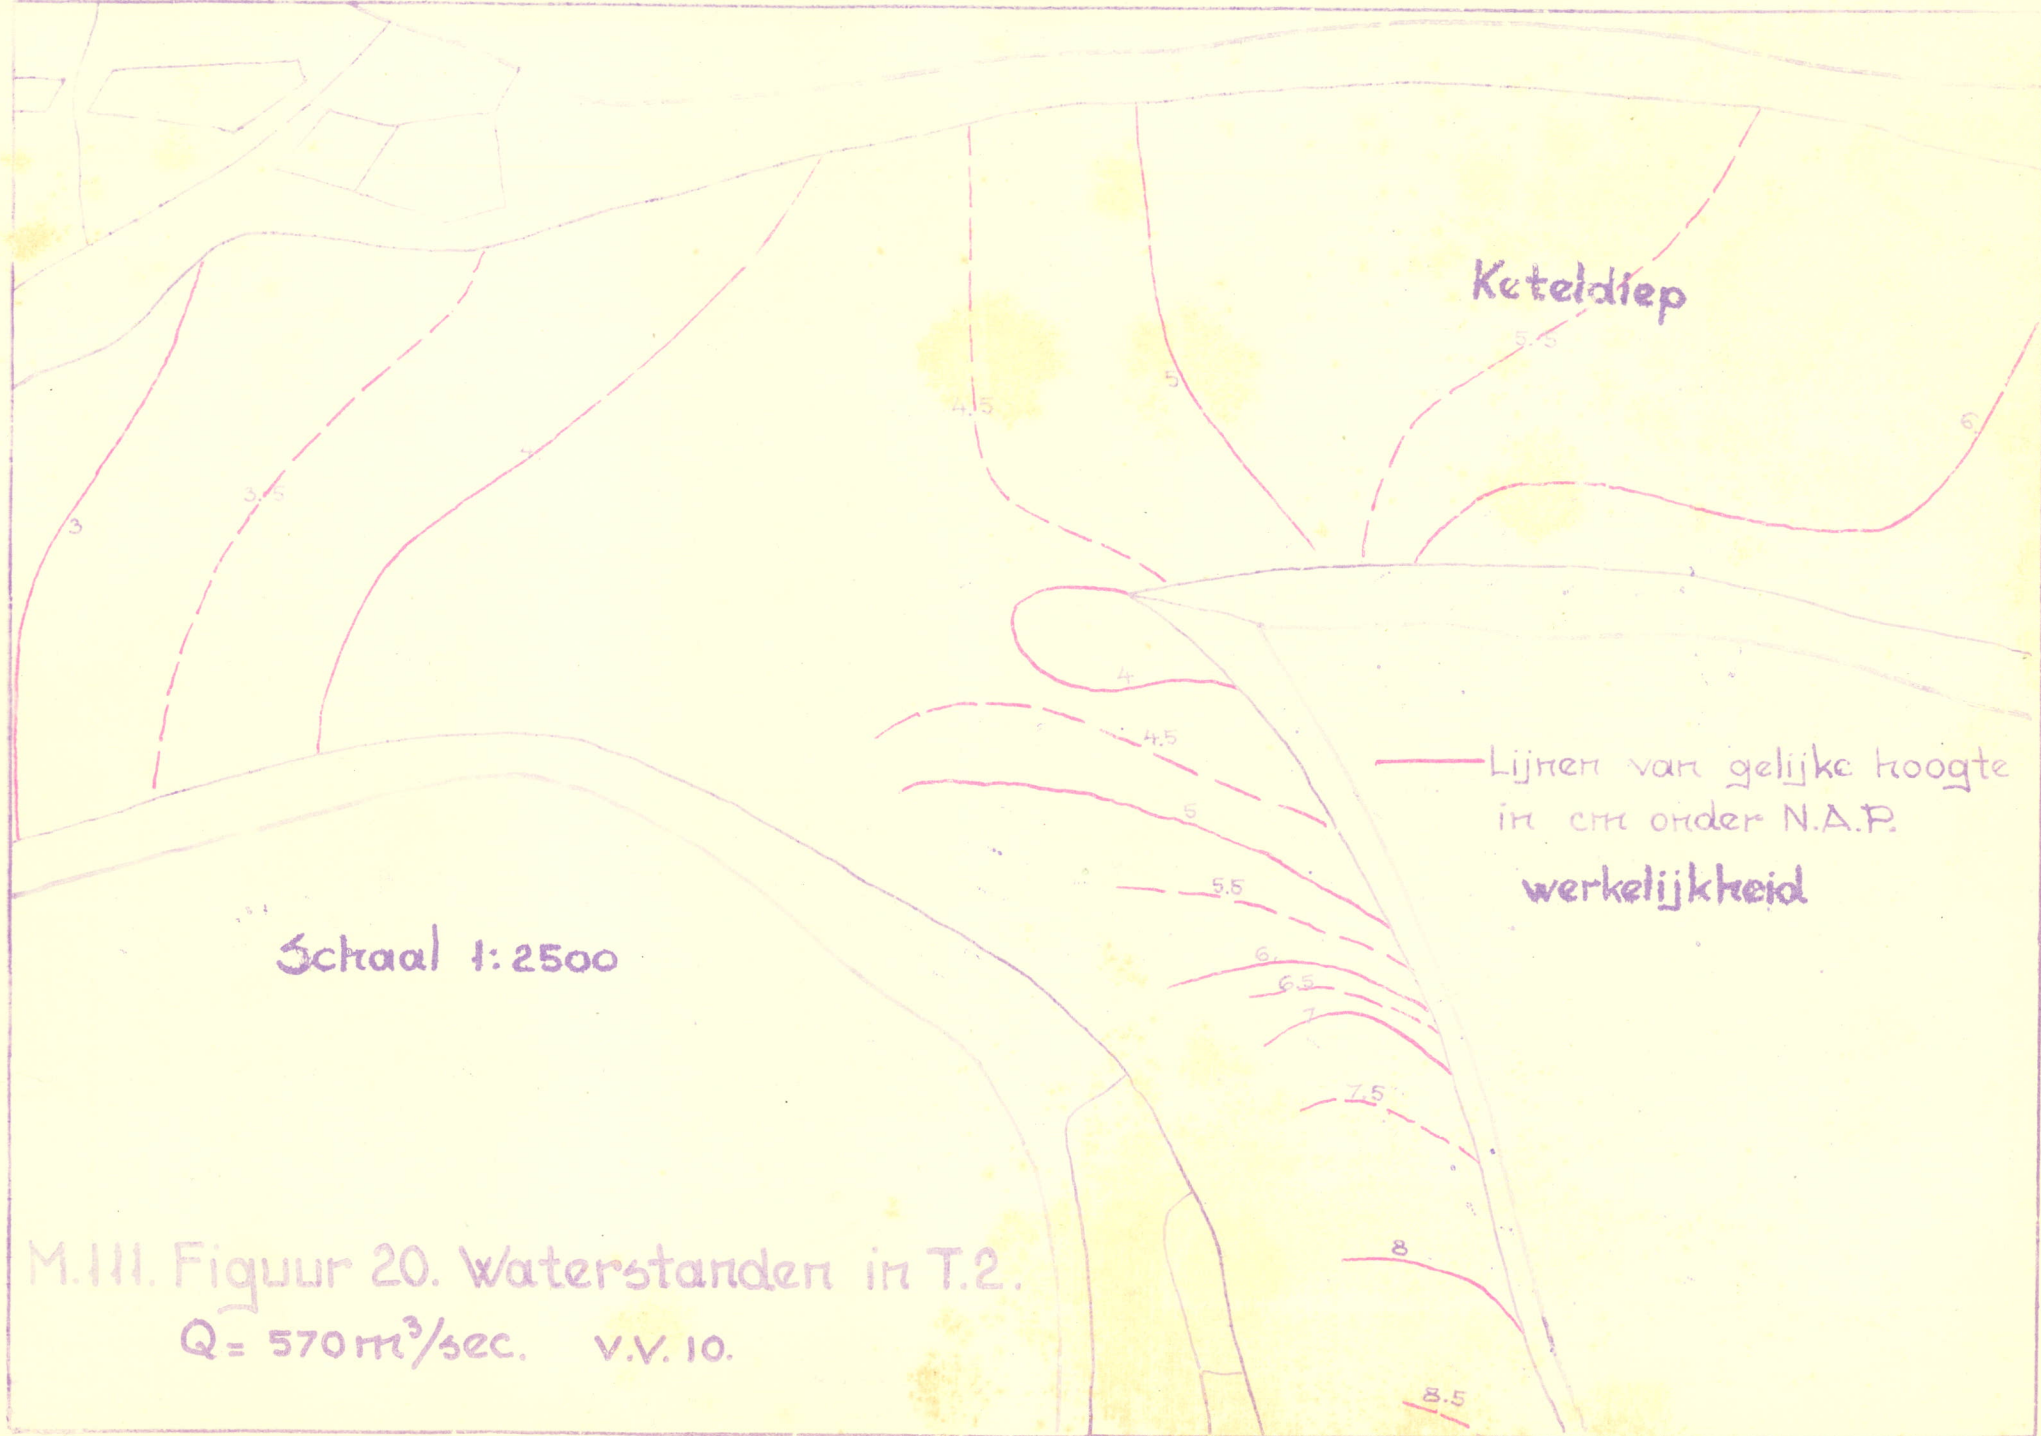 Keteldiep
5.5
5
4.5
6
4
3.5
3
4
4.5
Lijnen van gelijke hoogte
in cm onder N.A.P.
werkelijkheid
5
5.5
6
6.5
7
7.5
8
8.5
Schaal 1:2500
M.III. Figuur 20. Waterstanden in T.2.
Q = 570 m³/sec. V.V. 10.